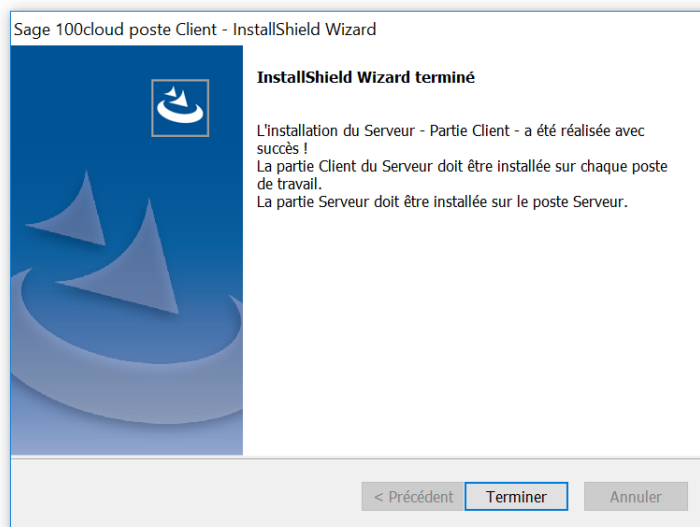 Sage 100cloud poste Client - InstallShield Wizard
InstallShield Wizard terminé
L'installation du Serveur - Partie Client - a été réalisée avec
succès !
La partie Client du Serveur doit être installée sur chaque poste
de travail.
La partie Serveur doit être installée sur le poste Serveur.
< Précédent
Terminer
Annuler